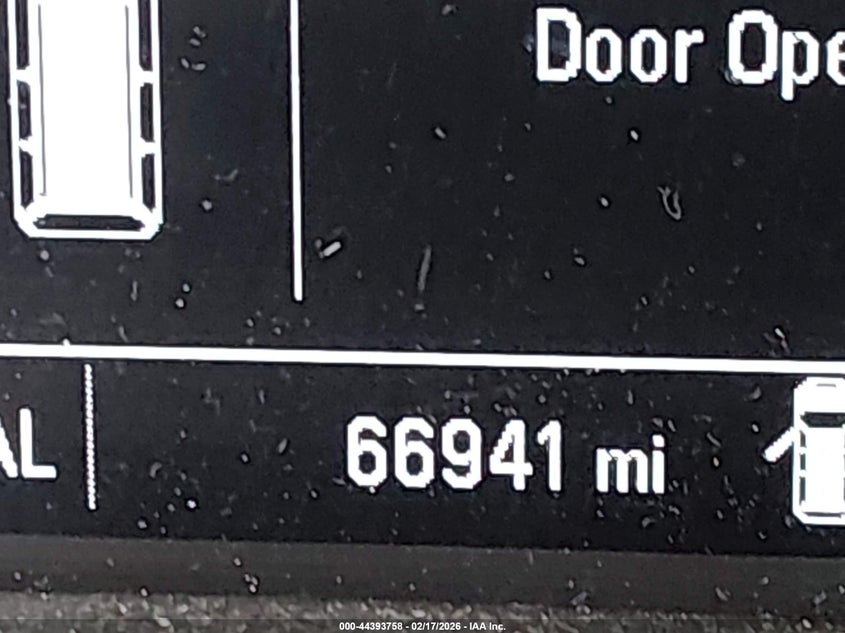 Door Ope
AL
66941 mi
000-44393758 - 02/17/2026 - IAA Inc.